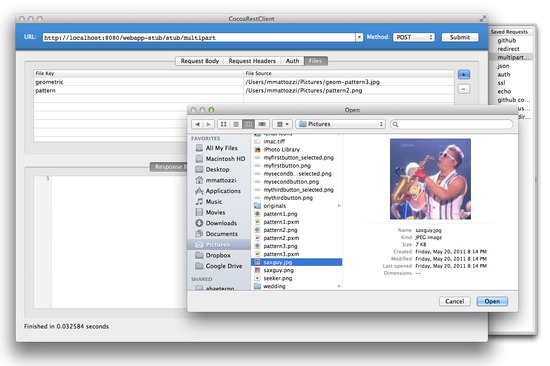 CocoaRestClient
URL: http://localhost:8080/webapp-stub/stub/multipart Method: POST Submit
Request Body Request Headers Auth Files
File Key File Source
geometric /Users/mmattozzi/Pictures/geom-pattern3.jpg
pattern /Users/mmattozzi/Pictures/pattern2.png
+
-
Saved Requests
github
redirect
multipart...
json
auth
ssl
echo
github co...
Response
1
Finished in 0.032584 seconds
Open
Pictures
FAVORITES
All My Files
Macintosh HD
Desktop
mmattozzi
Applications
Music
Movies
Downloads
Documents
Pictures
Dropbox
Google Drive
SHARED
imac.tiff
iPhoto Library
myfirstbutton_selected.png
myfirstbutton.png
mysecondb...selected.png
mysecondbutton.png
mythirdbutton_selected.png
mythirdbutton.png
originals
pattern1.png
pattern1.pxm
pattern2.png
pattern2.pxm
pattern3.png
pattern3.pxm
saxguy.jpg
saxguy.png
seeker.png
wedding
Name saxguy.jpg
Kind JPEG image
Size 7 KB
Created Friday, May 20, 2011 8:14 PM
Modified Friday, May 20, 2011 8:14 PM
Last opened Friday, May 20, 2011 8:14 PM
Dimensions --
Cancel Open